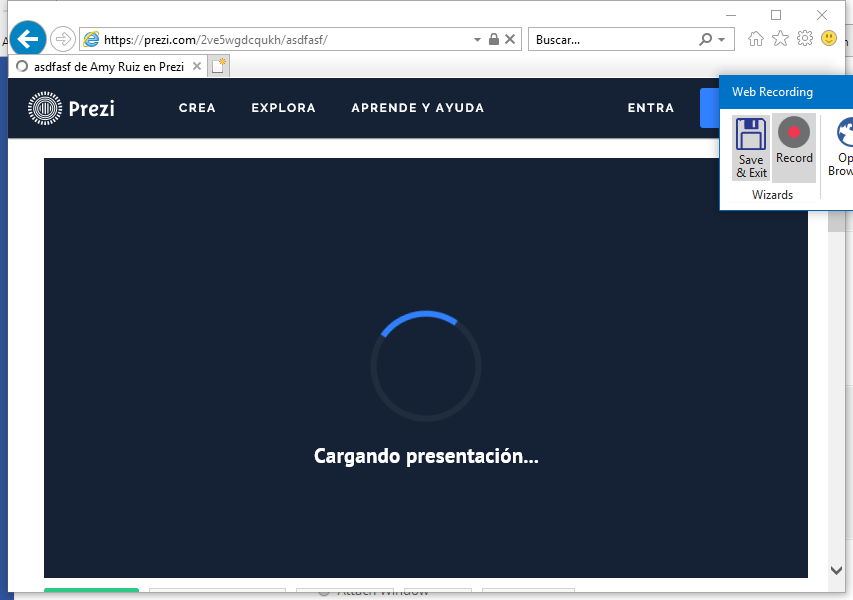 https://prezi.com/2ve5wgdcqukh/asdfasf/
Buscar...
asdfasf de Amy Ruiz en Prezi
Prezi
CREA
EXPLORA
APRENDE Y AYUDA
ENTRA
Web Recording
Save
& Exit
Record
Op
Brow
Wizards
Cargando presentación...
Attach Window